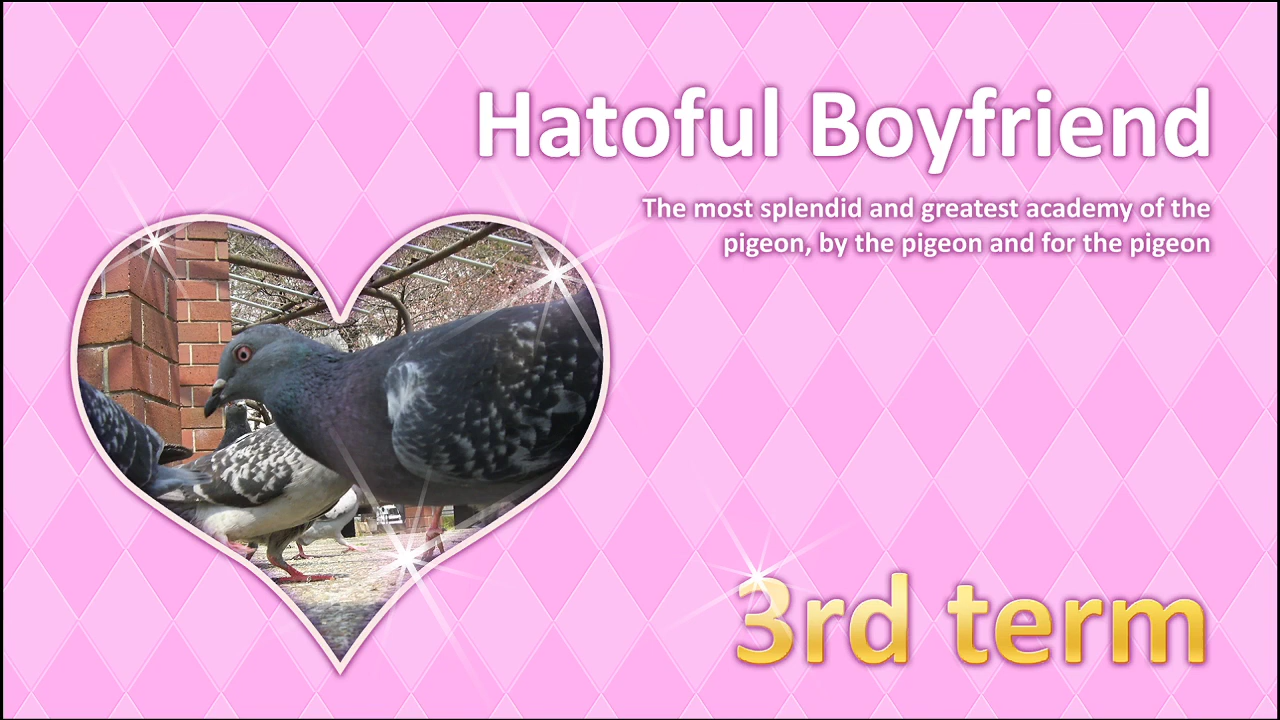 Hatoful Boyfriend
The most splendid and greatest academy of the
pigeon, by the pigeon and for the pigeon
3rd term